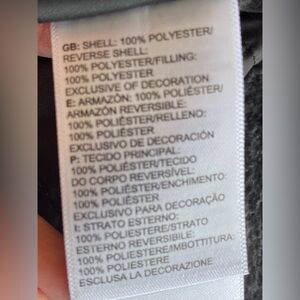 GB: SHELL: 100% POLYESTER/
REVERSE SHELL:
100% POLYESTER/FILLING:
100% POLYESTER
EXCLUSIVE OF DECORATION
E: ARMAZÓN: 100% POLIÉSTER/
ARMAZÓN REVERSIBLE:
100% POLIÉSTER/RELLENO:
100% POLIÉSTER
EXCLUSIVO DE DECORACIÓN
P: TECIDO PRINCIPAL:
100% POLIÉSTER/TECIDO
DO CORPO REVERSÍVEL:
100% POLIÉSTER/ENCHIMENTO:
100% POLIÉSTER
EXCLUSIVO PARA DECORAÇÃO
I: STRATO ESTERNO:
100% POLIESTERE/STRATO
ESTERNO REVERSIBILE:
100% POLIESTERE/IMBOTTITURA:
100% POLIESTERE
ESCLUSA LA DECORAZIONE